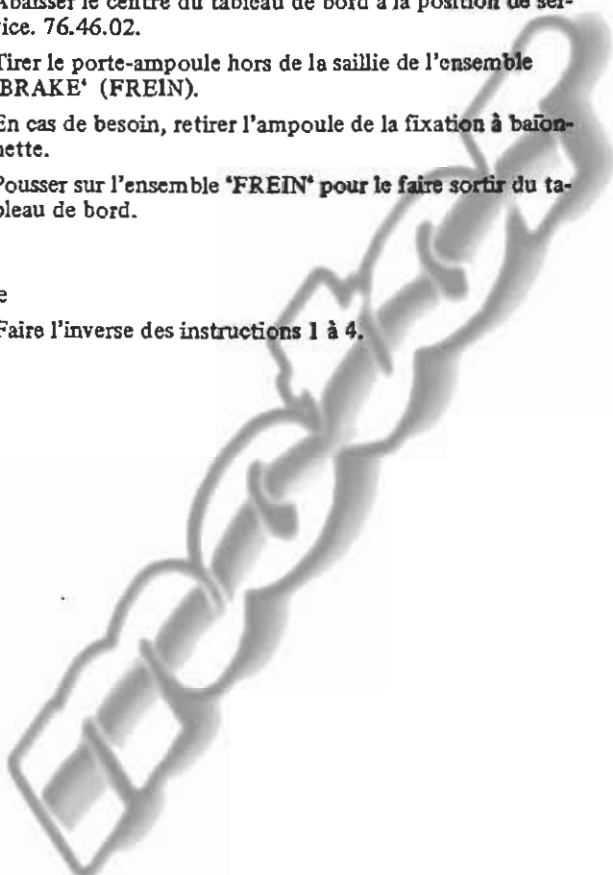 Abaisser le centre du tableau de bord à la position de ser-
vice. 76.46.02.
Tirer le porte-ampoule hors de la saillie de l'ensemble
'BRAKE' (FREIN).
En cas de besoin, retirer l'ampoule de la fixation à baïon-
nette.
Pousser sur l'ensemble 'FREIN' pour le faire sortir du ta-
bleau de bord.
e
Faire l'inverse des instructions 1 à 4.